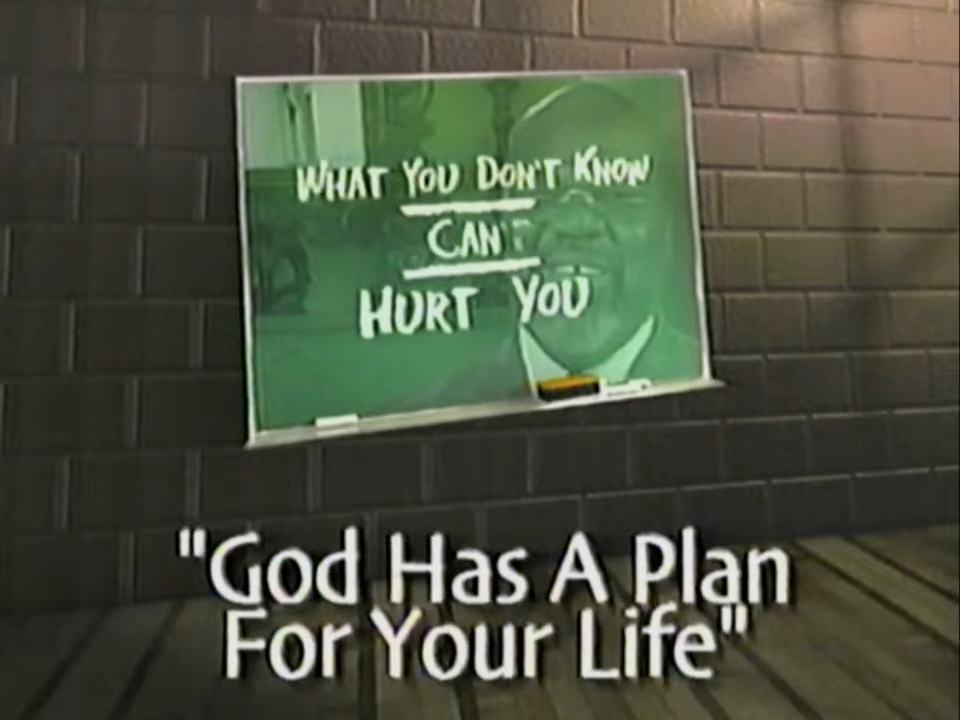 WHAT YOU DON'T KNOW
CAN'T
HURT YOU
"God Has A Plan
For Your Life"